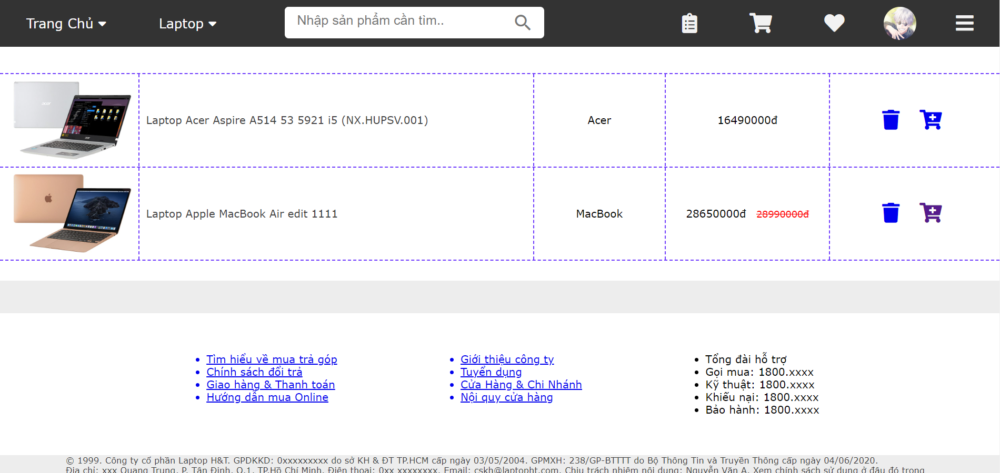 Trang Chủ
Laptop
Nhập sản phẩm cần tìm..
Laptop Acer Aspire A514 53 5921 i5 (NX.HUPSV.001)
Acer
16490000đ
Laptop Apple MacBook Air edit 1111
MacBook
28650000đ 28990000đ
Tìm hiểu về mua trả góp
Chính sách đổi trả
Giao hàng & Thanh toán
Hướng dẫn mua Online
Giới thiệu công ty
Tuyển dụng
Cửa Hàng & Chi Nhánh
Nội quy cửa hàng
Tổng đài hỗ trợ
Gọi mua: 1800.xxxx
Kỹ thuật: 1800.xxxx
Khiếu nại: 1800.xxxx
Bảo hành: 1800.xxxx
© 1999. Công ty cổ phần Laptop H&T. GPDKKD: 0xxxxxxxxx do sở KH & ĐT TP.HCM cấp ngày 03/05/2004. GPMXH: 238/GP-BTTTT do Bộ Thông Tin và Truyền Thông cấp ngày 04/06/2020.
Địa chỉ: xxx Quang Trung, P. Tân Định, Q.1, TP.Hồ Chí Minh. Điện thoại: 0xx xxxxxxxx. Email: cskh@laptopht.com. Chịu trách nhiệm nội dung: Nguyễn Văn A. Xem chính sách sử dụng ở đâu đó trong